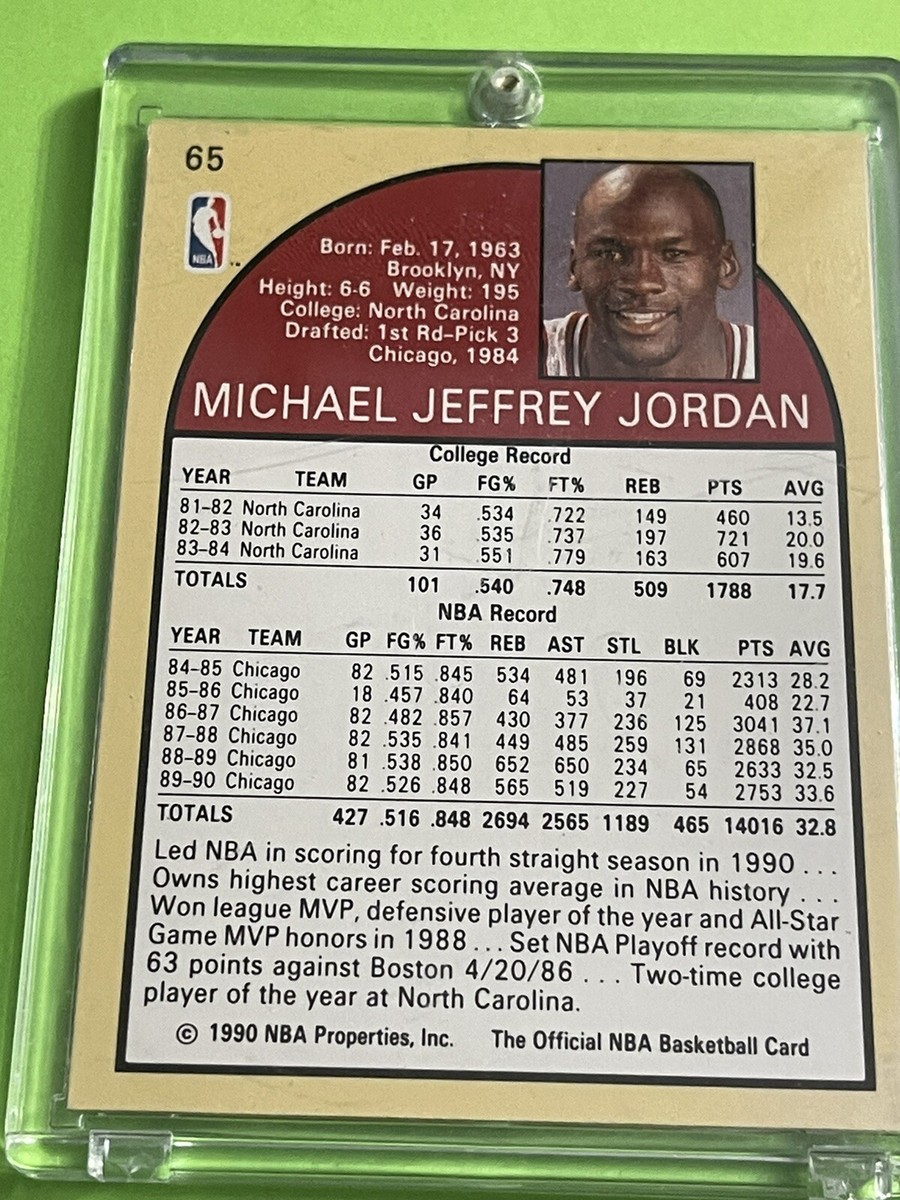 65
NBA
™
Born: Feb. 17, 1963
Brooklyn, NY
Height: 6-6 Weight: 195
College: North Carolina
Drafted: 1st Rd-Pick 3
Chicago, 1984
MICHAEL JEFFREY JORDAN
College Record
YEAR TEAM GP FG% FT% REB PTS AVG
81-82 North Carolina 34 .534 .722 149 460 13.5
82-83 North Carolina 36 .535 .737 197 721 20.0
83-84 North Carolina 31 .551 .779 163 607 19.6
TOTALS 101 .540 .748 509 1788 17.7
NBA Record
YEAR TEAM GP FG% FT% REB AST STL BLK PTS AVG
84-85 Chicago 82 .515 .845 534 481 196 69 2313 28.2
85-86 Chicago 18 .457 .840 64 53 37 21 408 22.7
86-87 Chicago 82 .482 .857 430 377 236 125 3041 37.1
87-88 Chicago 82 .535 .841 449 485 259 131 2868 35.0
88-89 Chicago 81 .538 .850 652 650 234 65 2633 32.5
89-90 Chicago 82 .526 .848 565 519 227 54 2753 33.6
TOTALS 427 .516 .848 2694 2565 1189 465 14016 32.8
Led NBA in scoring for fourth straight season in 1990 . . .
Owns highest career scoring average in NBA history . . .
Won league MVP, defensive player of the year and All-Star
Game MVP honors in 1988 . . . Set NBA Playoff record with
63 points against Boston 4/20/86 . . . Two-time college
player of the year at North Carolina.
© 1990 NBA Properties, Inc. The Official NBA Basketball Card